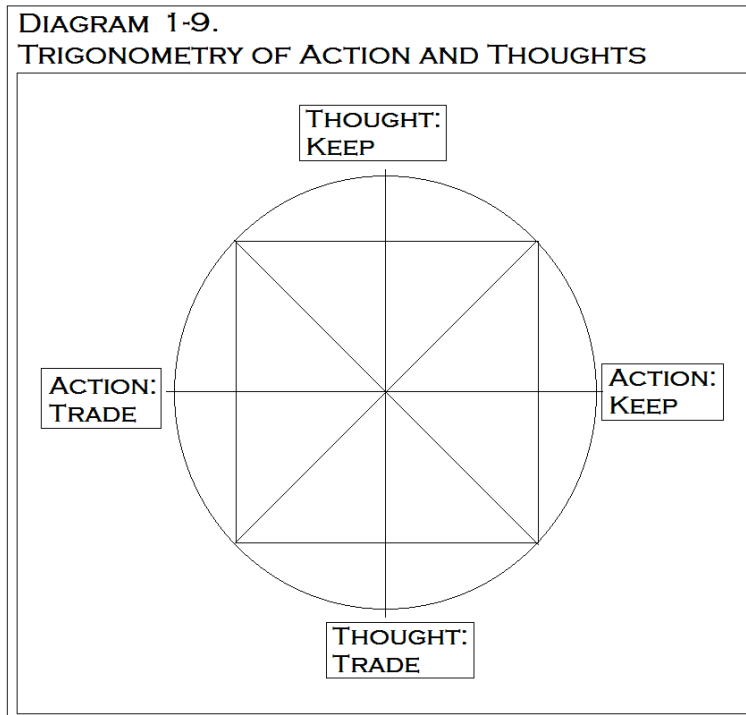 Diagram 1-9.
Trigonometry of Action and Thoughts
Thought:
Keep
Action:
Trade
Action:
Keep
Thought:
Trade